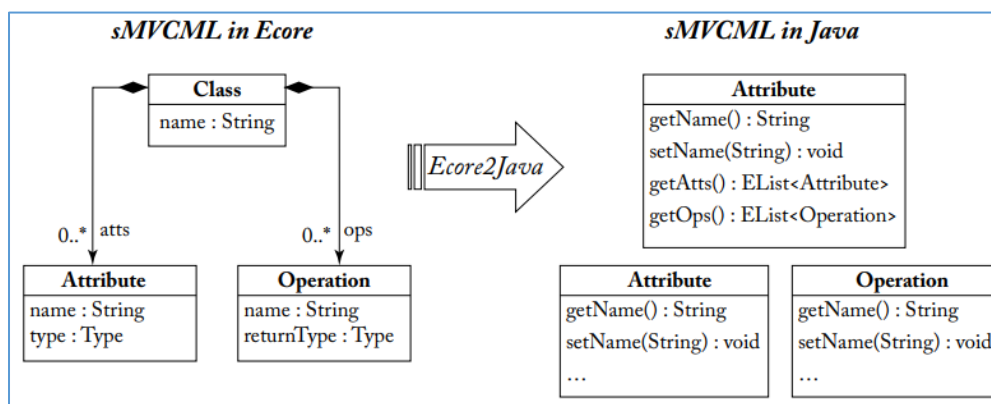 sMVCML in Ecore
Class
name : String
0..* atts
0..* ops
Attribute
name : String
type : Type
Operation
name : String
returnType : Type
Ecore2Java
sMVCML in Java
Attribute
getName() : String
setName(String) : void
getAtts() : EList<Attribute>
getOps() : EList<Operation>
Attribute
getName() : String
setName(String) : void
...
Operation
getName() : String
setName(String) : void
...